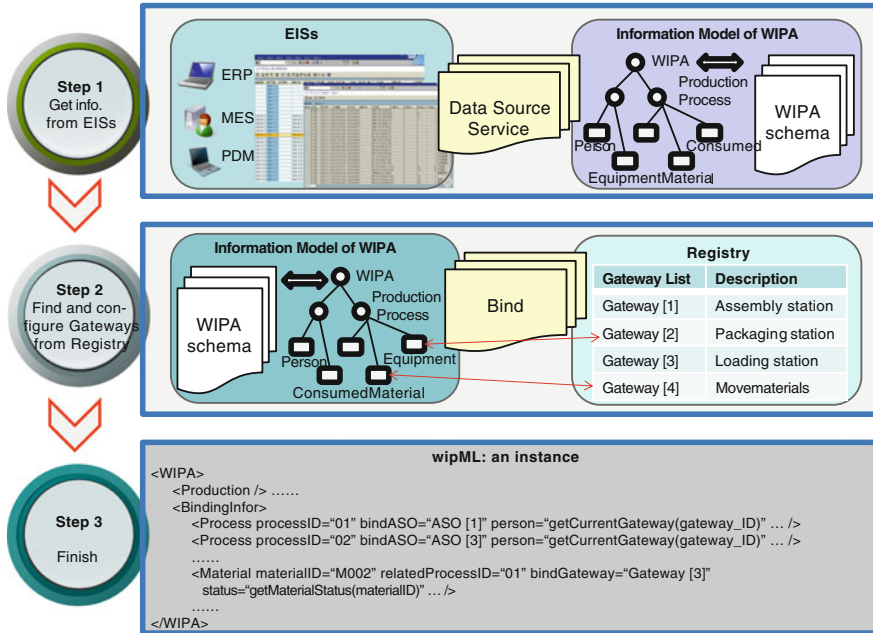 Step 1
Get info.
from EISs
EISs
ERP
MES
PDM
Data Source
Service
Information Model of WIPA
WIPA
Production
Process
Person
Consumed
EquipmentMaterial
WIPA
schema
Step 2
Find and con-
figure Gateways
from Registry
Information Model of WIPA
WIPA
schema
WIPA
Production
Process
Person
Equipment
ConsumedMaterial
Bind
Registry
Gateway List Description
Gateway [1] Assembly station
Gateway [2] Packaging station
Gateway [3] Loading station
Gateway [4] Movematerials
Step 3
Finish
wipML: an instance
<WIPA>
<Production /> ……
<BindingInfor>
<Process processID=“01” bindASO=“ASO [1]” person=“getCurrentGateway(gateway_ID)” … />
<Process processID=“02” bindASO=“ASO [3]” person=“getCurrentGateway(gateway_ID)” … />
……
<Material materialID=“M002” relatedProcessID=“01” bindGateway=“Gateway [3]”
status=“getMaterialStatus(materialID)” … />
……
</WIPA>